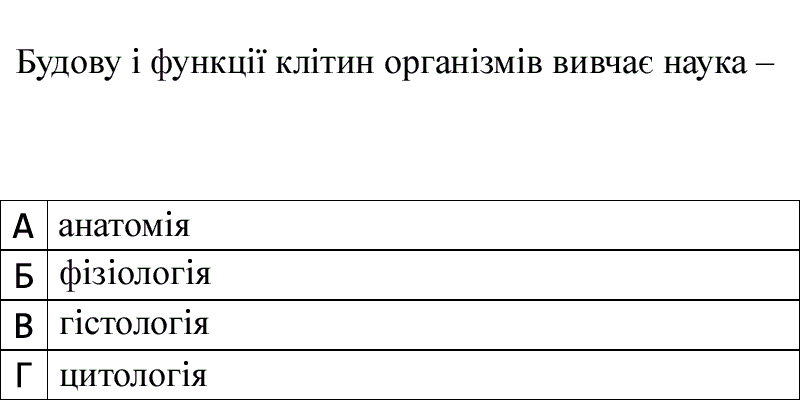 Будову і функції клітин організмів вивчає наука –
А анатомія
Б фізіологія
В гістологія
Г цитологія